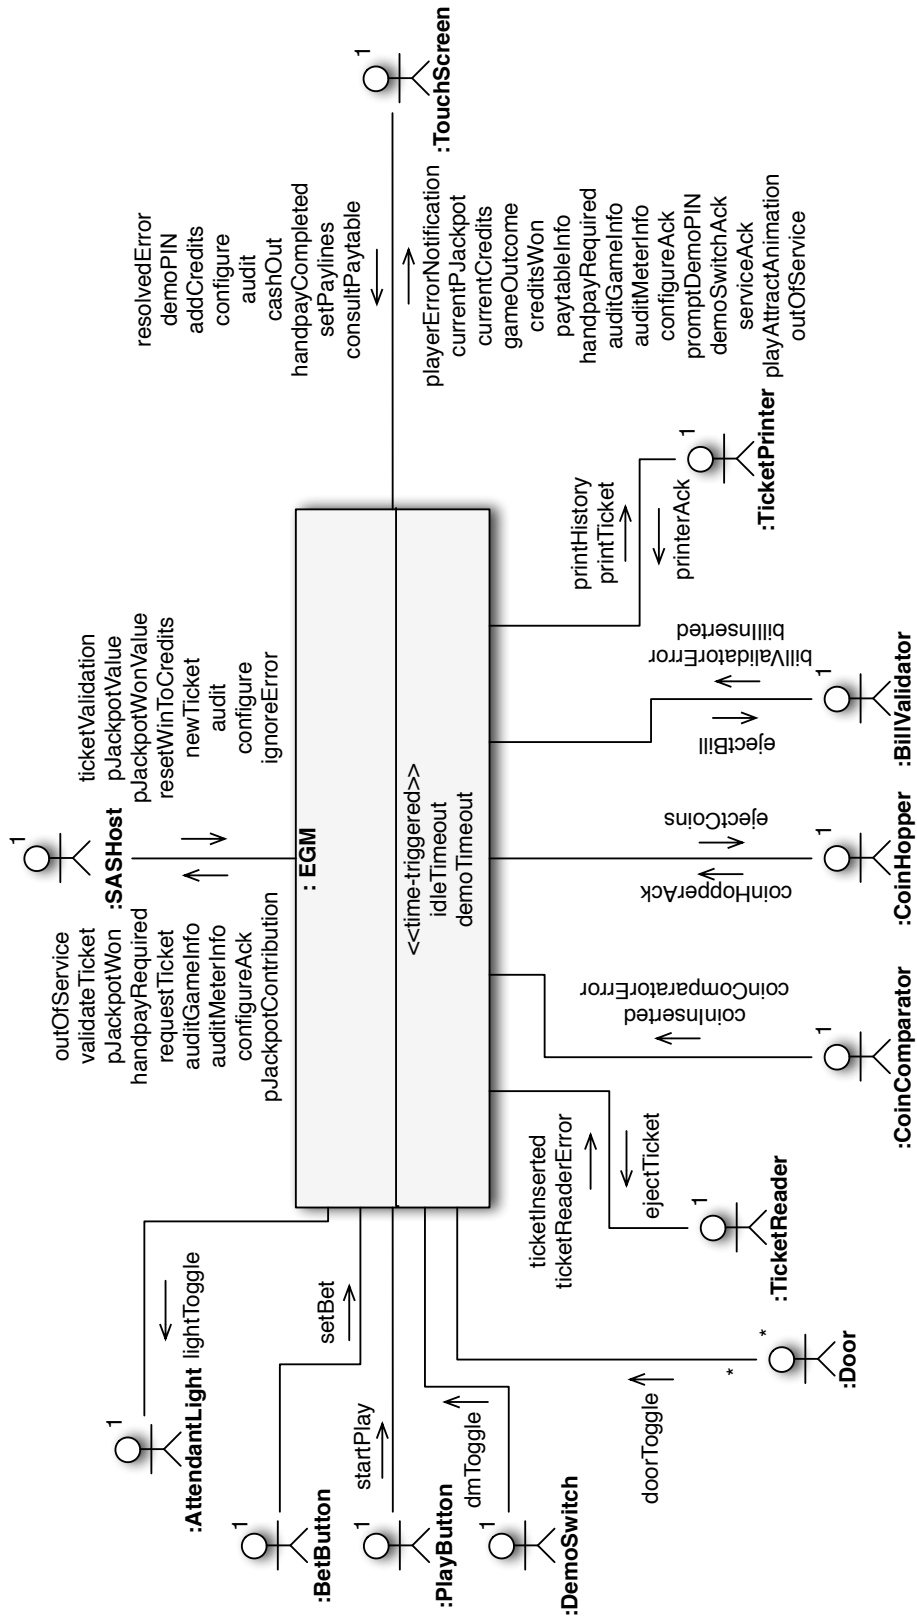 1
:SASHost
outOfService
validateTicket
pJackpotWon
handpayRequired
requestTicket
auditGameInfo
auditMeterInfo
configureAck
pJackpotContribution
ticketValidation
pJackpotValue
pJackpotWonValue
resetWinToCredits
newTicket
audit
configure
ignoreError
1
:AttendantLight
lightToggle
1
:BetButton
setBet
1
:PlayButton
startPlay
1
:DemoSwitch
dmToggle
: EGM
<<time-triggered>>
idleTimeout
demoTimeout
resolvedError
demoPIN
addCredits
configure
audit
cashOut
handpayCompleted
setPaylines
consultPaytable
1
:TouchScreen
playerErrorNotification
currentPJackpot
currentCredits
gameOutcome
creditsWon
paytableInfo
handpayRequired
auditGameInfo
auditMeterInfo
configureAck
promptDemoPIN
demoSwitchAck
serviceAck
playAttractAnimation
outOfService
doorToggle
*
*
:Door
ticketInserted
ticketReaderError
ejectTicket
1
:TicketReader
coinInserted
coinComparatorError
1
:CoinComparator
coinHopperAck
ejectCoins
1
:CoinHopper
ejectBill
billValidatorError
billInserted
1
:BillValidator
printHistory
printTicket
printerAck
1
:TicketPrinter